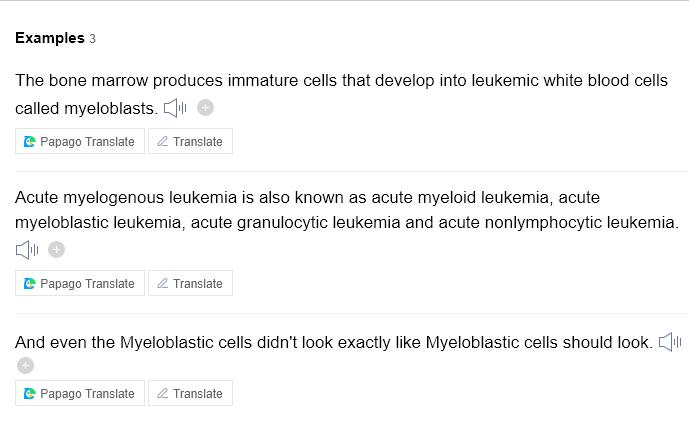 Examples 3
The bone marrow produces immature cells that develop into leukemic white blood cells
called myeloblasts.
Papago Translate Translate
Acute myelogenous leukemia is also known as acute myeloid leukemia, acute
myeloblastic leukemia, acute granulocytic leukemia and acute nonlymphocytic leukemia.
Papago Translate Translate
And even the Myeloblastic cells didn't look exactly like Myeloblastic cells should look.
Papago Translate Translate